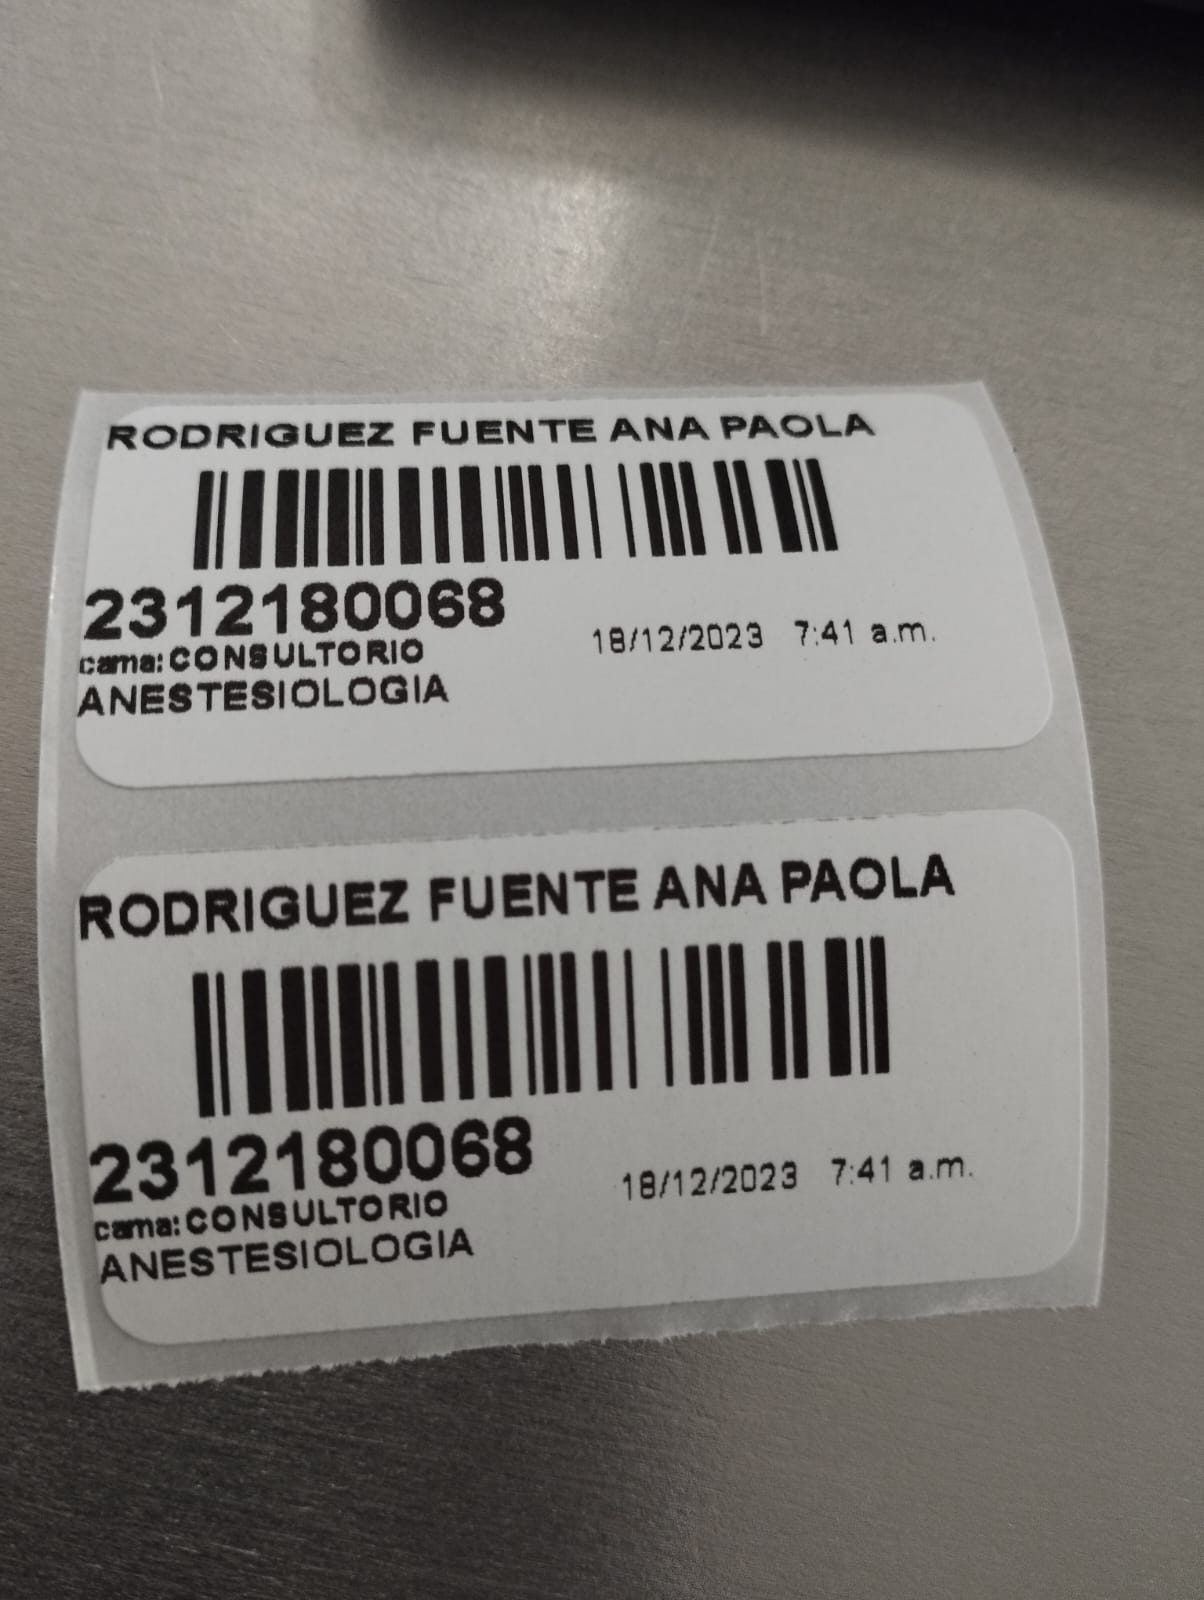 RODRIGUEZ FUENTE ANA PAOLA
2312180068
18/12/2023 7:41 a.m.
cama: CONSULTORIO
ANESTESIOLOGIA
RODRIGUEZ FUENTE ANA PAOLA
2312180068
18/12/2023 7:41 a.m.
cama: CONSULTORIO
ANESTESIOLOGIA